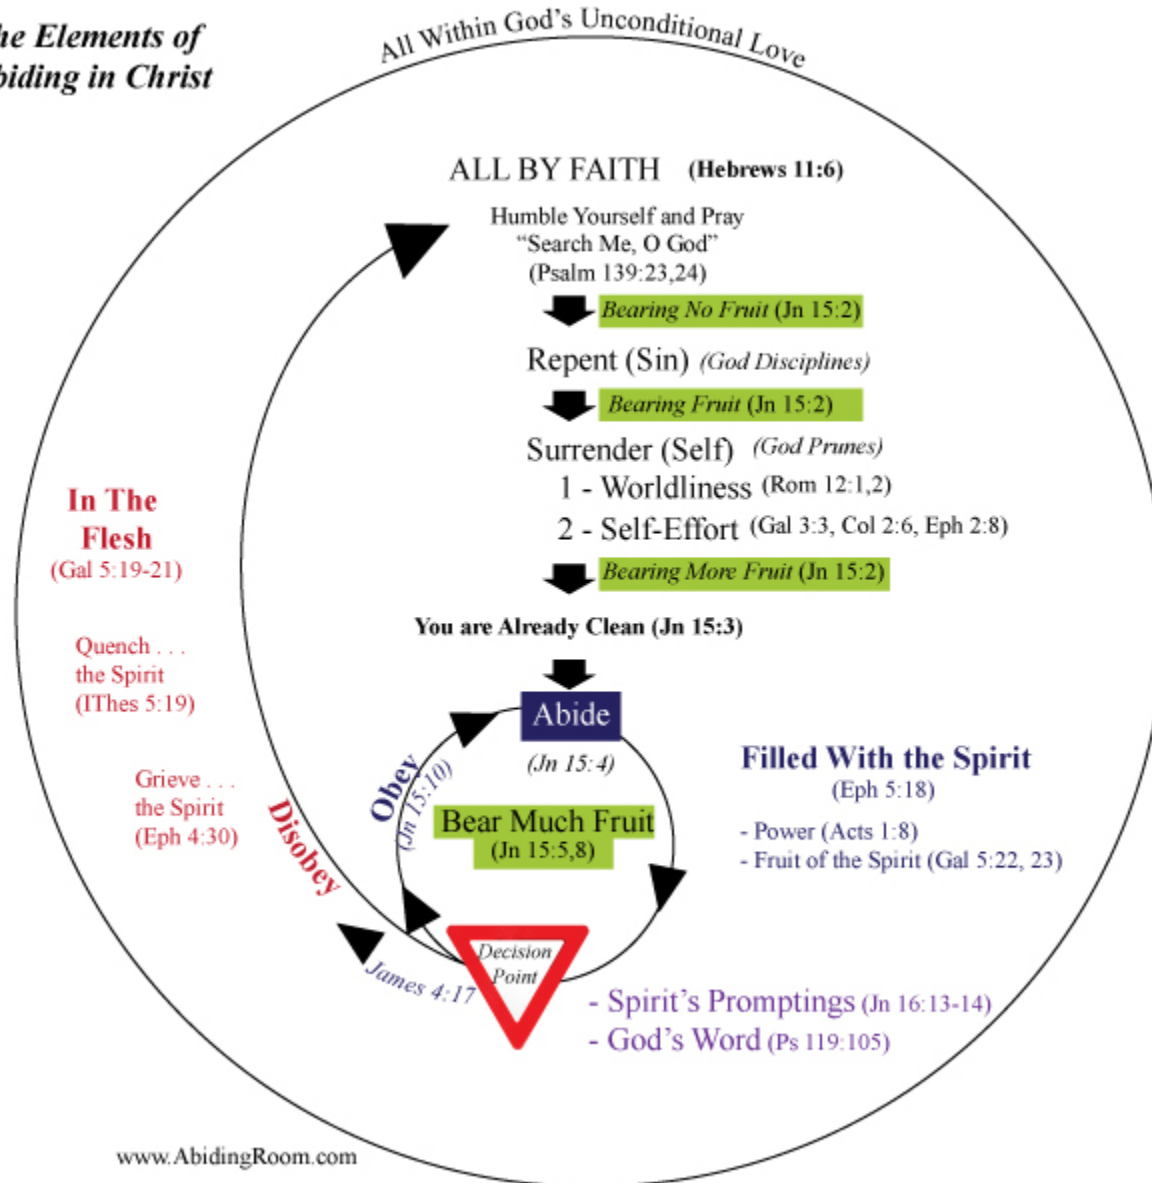 he Elements of
biding in Christ
All Within God's Unconditional Love
ALL BY FAITH (Hebrews 11:6)
Humble Yourself and Pray
“Search Me, O God”
(Psalm 139:23,24)
Bearing No Fruit (Jn 15:2)
Repent (Sin) (God Disciplines)
Bearing Fruit (Jn 15:2)
Surrender (Self) (God Prunes)
1 - Worldliness (Rom 12:1,2)
2 - Self-Effort (Gal 3:3, Col 2:6, Eph 2:8)
Bearing More Fruit (Jn 15:2)
You are Already Clean (Jn 15:3)
Abide
(Jn 15:4)
Obey
(Jn 15:10)
Bear Much Fruit
(Jn 15:5,8)
Filled With the Spirit
(Eph 5:18)
- Power (Acts 1:8)
- Fruit of the Spirit (Gal 5:22, 23)
Decision
Point
- Spirit's Promptings (Jn 16:13-14)
- God's Word (Ps 119:105)
James 4:17
Disobey
In The
Flesh
(Gal 5:19-21)
Quench . . .
the Spirit
(IThes 5:19)
Grieve . . .
the Spirit
(Eph 4:30)
www.AbidingRoom.com